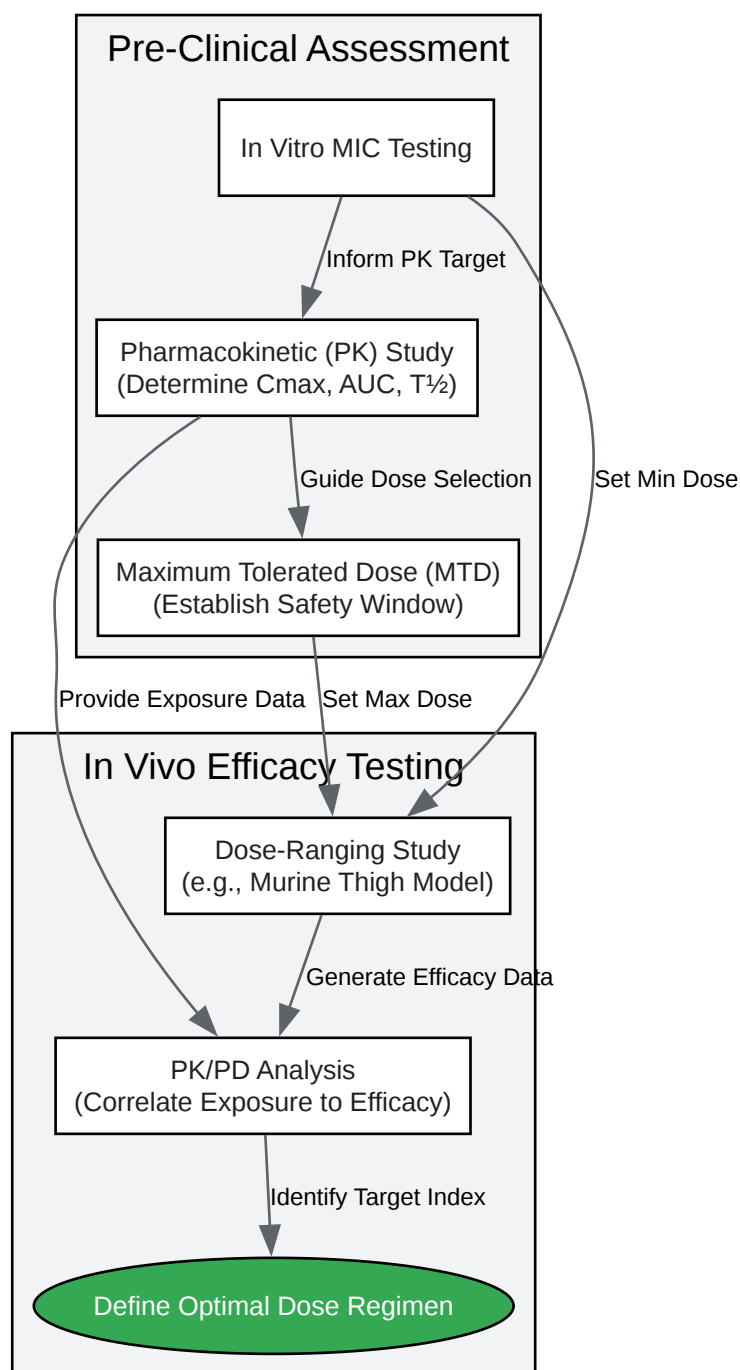 Pre-Clinical Assessment
In Vitro MIC Testing
Inform PK Target
Pharmacokinetic (PK) Study
(Determine Cmax, AUC, T½)
Guide Dose Selection
Set Min Dose
Maximum Tolerated Dose (MTD)
(Establish Safety Window)
Provide Exposure Data
Set Max Dose
In Vivo Efficacy Testing
Dose-Ranging Study
(e.g., Murine Thigh Model)
Generate Efficacy Data
PK/PD Analysis
(Correlate Exposure to Efficacy)
Identify Target Index
Define Optimal Dose Regimen